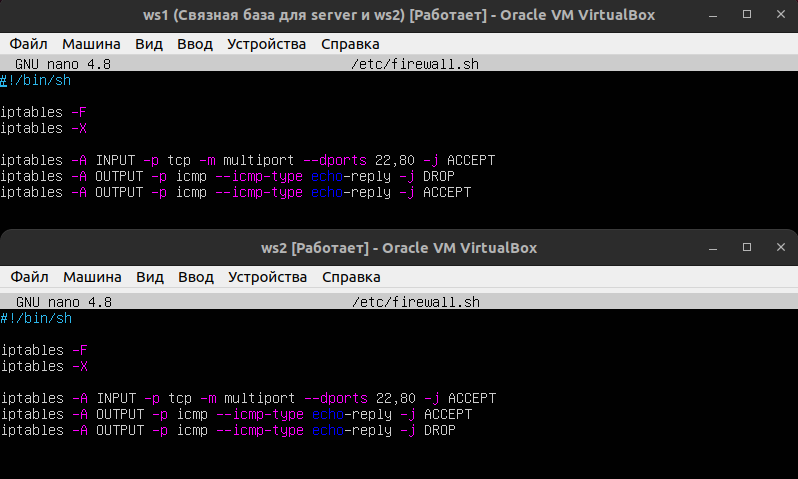 ws1 (Связная база для server и ws2) [Работает] - Oracle VM VirtualBox
Файл Машина Вид Ввод Устройства Справка
GNU nano 4.8 /etc/firewall.sh
#!/bin/sh
iptables -F
iptables -X
iptables -A INPUT -p tcp -m multiport --dports 22,80 -j ACCEPT
iptables -A OUTPUT -p icmp --icmp-type echo-reply -j DROP
iptables -A OUTPUT -p icmp --icmp-type echo-reply -j ACCEPT
ws2 [Работает] - Oracle VM VirtualBox
Файл Машина Вид Ввод Устройства Справка
GNU nano 4.8 /etc/firewall.sh
#!/bin/sh
iptables -F
iptables -X
iptables -A INPUT -p tcp -m multiport --dports 22,80 -j ACCEPT
iptables -A OUTPUT -p icmp --icmp-type echo-reply -j ACCEPT
iptables -A OUTPUT -p icmp --icmp-type echo-reply -j DROP